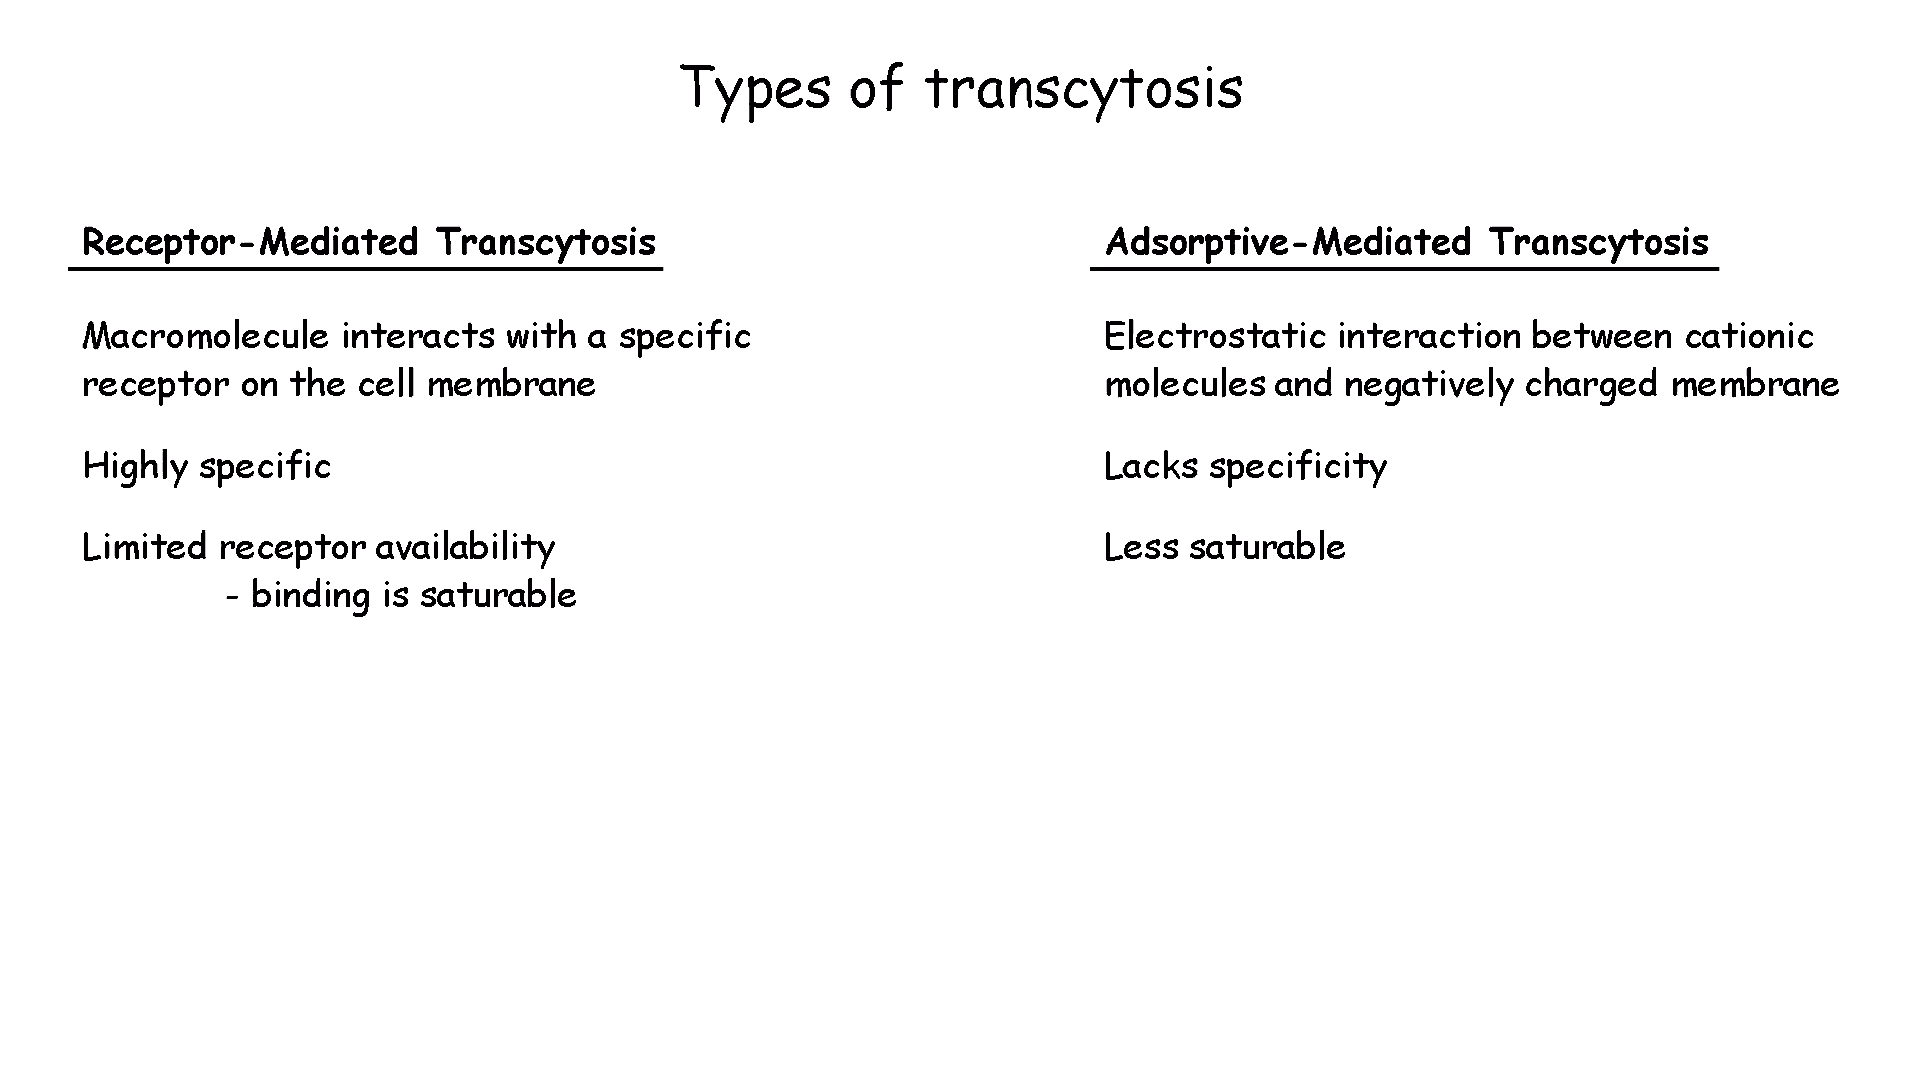 Types of transcytosis
Receptor-Mediated Transcytosis
Macromolecule interacts with a specific
receptor on the cell membrane
Highly specific
Limited receptor availability
- binding is saturable
Adsorptive-Mediated Transcytosis
Electrostatic interaction between cationic
molecules and negatively charged membrane
Lacks specificity
Less saturable